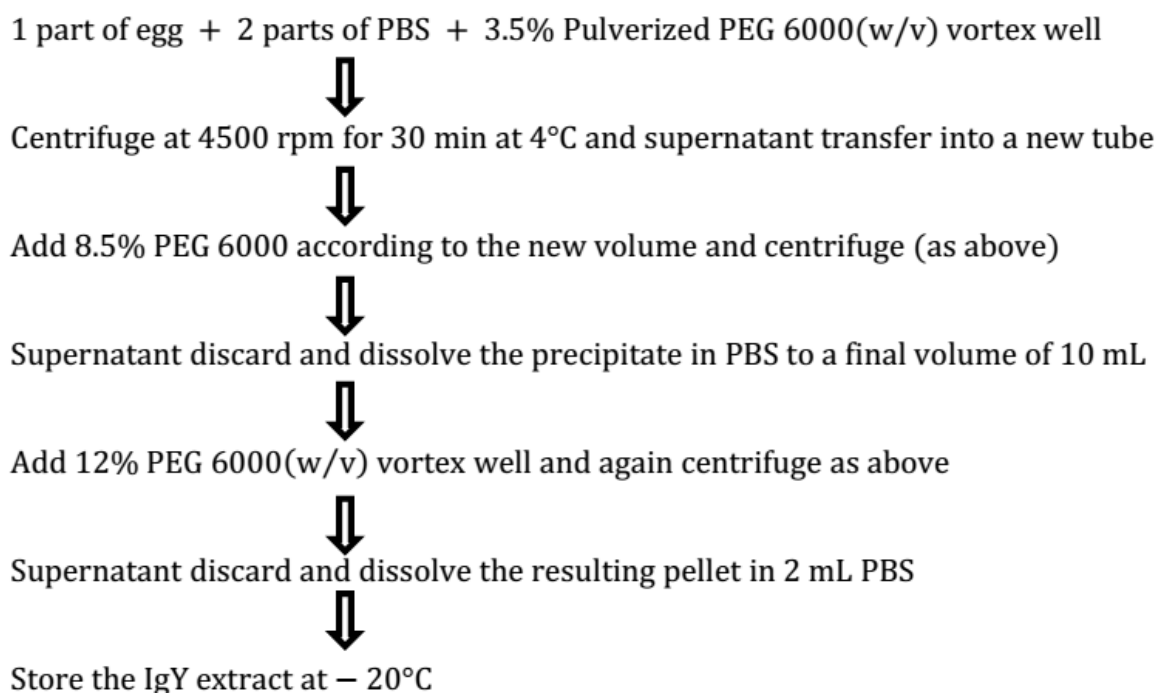 1 part of egg + 2 parts of PBS + 3.5% Pulverized PEG 6000(w/v) vortex well
Centrifuge at 4500 rpm for 30 min at 4°C and supernatant transfer into a new tube
Add 8.5% PEG 6000 according to the new volume and centrifuge (as above)
Supernatant discard and dissolve the precipitate in PBS to a final volume of 10 mL
Add 12% PEG 6000(w/v) vortex well and again centrifuge as above
Supernatant discard and dissolve the resulting pellet in 2 mL PBS
Store the IgY extract at − 20°C